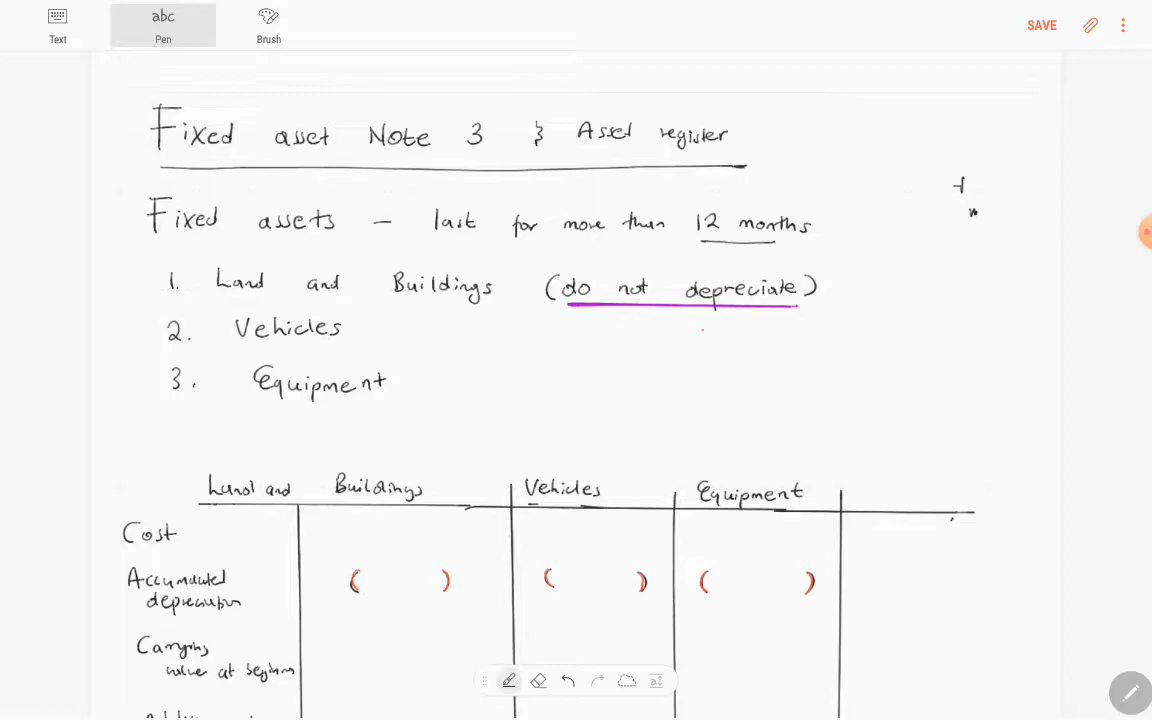 abc
Text Pen Brush SAVE
Fixed asset Note 3 & Asset register
Fixed assets – last for more than 12 months
1. Land and Buildings (do not depreciate)
2. Vehicles
3. Equipment
Land and Buildings Vehicles Equipment
Cost
Accumulated ( ) ( ) ( )
depreciation
Carrying
value at